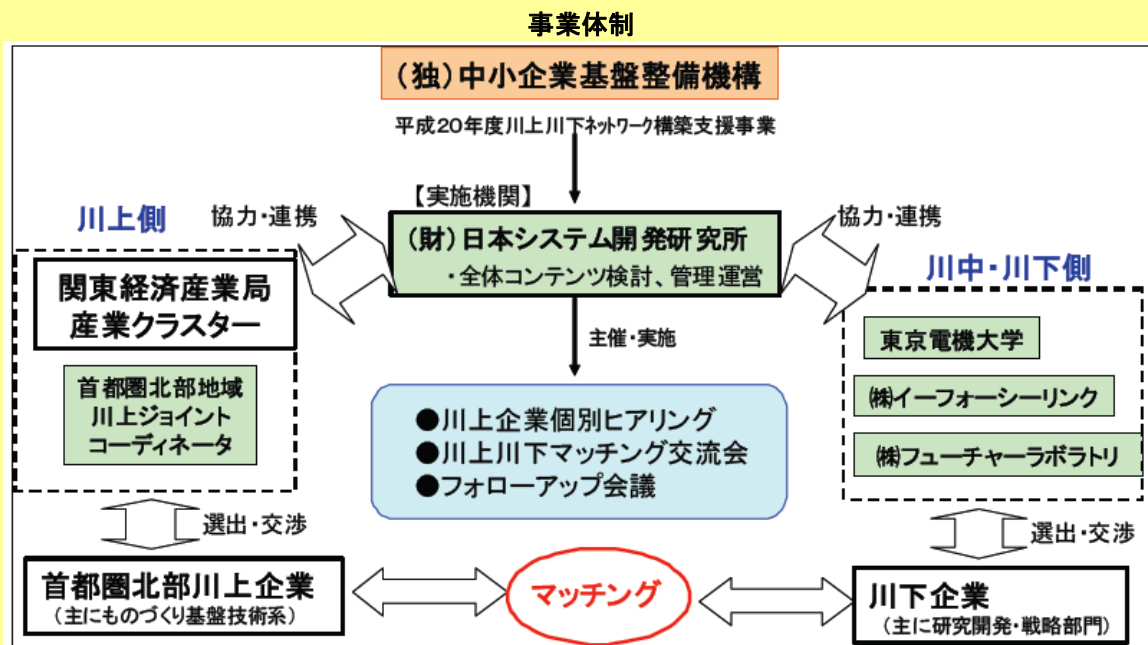 事業体制
(独)中小企業基盤整備機構
平成20年度川上川下ネットワーク構築支援事業
【実施機関】
川上側
協力・連携
(財)日本システム開発研究所
・全体コンテンツ検討、管理運営
協力・連携
川中・川下側
関東経済産業局
産業クラスター
首都圏北部地域
川上ジョイント
コーディネータ
主催・実施
東京電機大学
㈱イーフォーシーリンク
㈱フューチャーラボラトリ
●川上企業個別ヒアリング
●川上川下マッチング交流会
●フォローアップ会議
選出・交渉
選出・交渉
首都圏北部川上企業
(主にものづくり基盤技術系)
マッチング
川下企業
(主に研究開発・戦略部門)